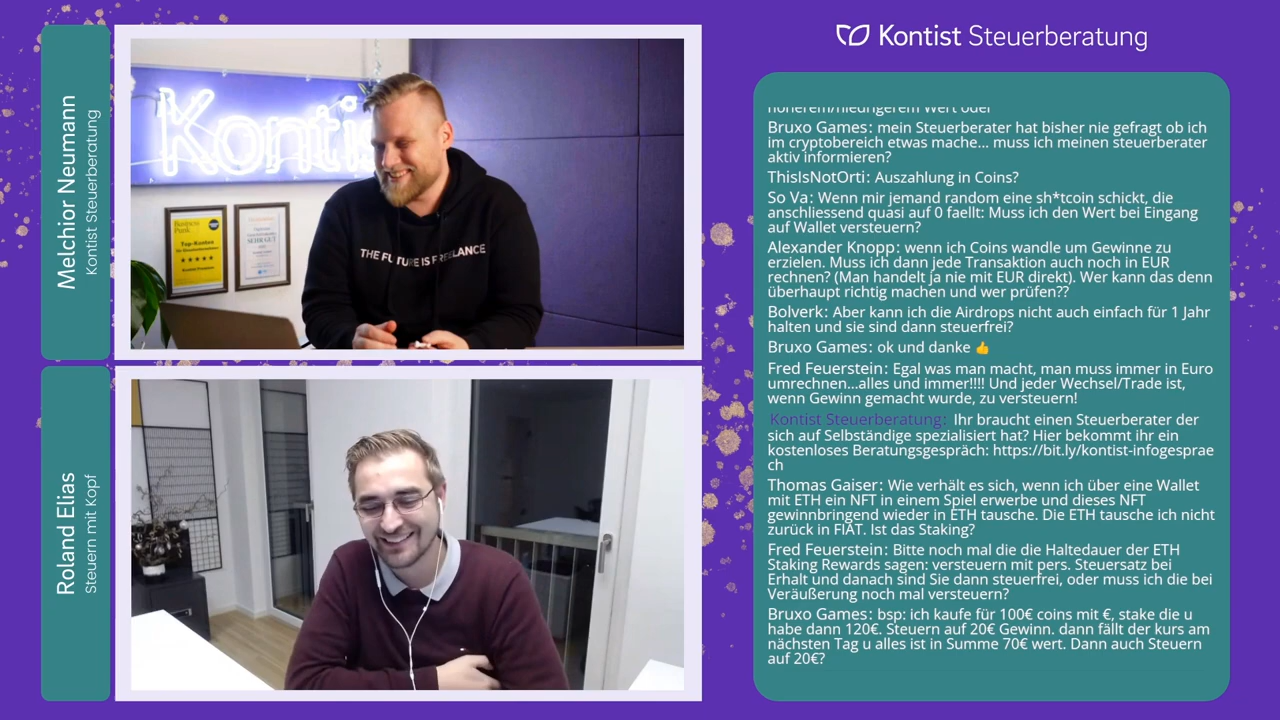 Melchior Neumann
Kontist Steuerberatung
Kontis
Business
Punk
Top-Konten
SEHR GUT
THE FUTURE IS FREELANCE
Roland Elias
Steuern mit Kopf
Kontist Steuerberatung
höherem/niedrigerem Wert oder
Bruxo Games: mein Steuerberater hat bisher nie gefragt ob ich
im cryptobereich etwas mache... muss ich meinen steuerberater
aktiv informieren?
ThisIsNotOrti: Auszahlung in Coins?
So Va: Wenn mir jemand random eine sh*tcoin schickt, die
anschliessend quasi auf 0 faellt: Muss ich den Wert bei Eingang
auf Wallet versteuern?
Alexander Knopp: wenn ich Coins wandle um Gewinne zu
erzielen. Muss ich dann jede Transaktion auch noch in EUR
rechnen? (Man handelt ja nie mit EUR direkt). Wer kann das denn
überhaupt richtig machen und wer prüfen??
Bolverk: Aber kann ich die Airdrops nicht auch einfach für 1 Jahr
halten und sie sind dann steuerfrei?
Bruxo Games: ok und danke 👍
Fred Feuerstein: Egal was man macht, man muss immer in Euro
umrechnen...alles und immer!!!! Und jeder Wechsel/Trade ist,
wenn Gewinn gemacht wurde, zu versteuern!
Kontist Steuerberatung: Ihr braucht einen Steuerberater der
sich auf Selbständige spezialisiert hat? Hier bekommt ihr ein
kostenloses Beratungsgespräch: https://bit.ly/kontist-infogesprae
ch
Thomas Gaiser: Wie verhält es sich, wenn ich über eine Wallet
mit ETH ein NFT in einem Spiel erwerbe und dieses NFT
gewinnbringend wieder in ETH tausche. Die ETH tausche ich nicht
zurück in FIAT. Ist das Staking?
Fred Feuerstein: Bitte noch mal die die Haltedauer der ETH
Staking Rewards sagen: versteuern mit pers. Steuersatz bei
Erhalt und danach sind Sie dann steuerfrei, oder muss ich die bei
Veräußerung noch mal versteuern?
Bruxo Games: bsp: ich kaufe für 100€ coins mit €, stake die u
habe dann 120€. Steuern auf 20€ Gewinn. dann fällt der kurs am
nächsten Tag u alles ist in Summe 70€ wert. Dann auch Steuern
auf 20€?